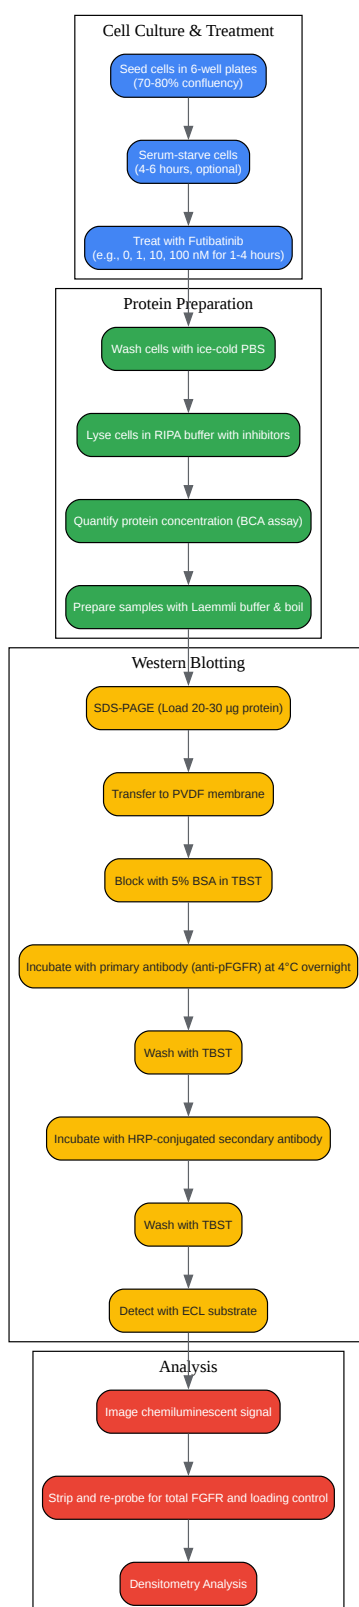 Cell Culture & Treatment
Seed cells in 6-well plates
(70-80% confluency)
Serum-starve cells
(4-6 hours, optional)
Treat with Futibatinib
(e.g., 0, 1, 10, 100 nM for 1-4 hours)
Protein Preparation
Wash cells with ice-cold PBS
Lyse cells in RIPA buffer with inhibitors
Quantify protein concentration (BCA assay)
Prepare samples with Laemmli buffer & boil
Western Blotting
SDS-PAGE (Load 20-30 µg protein)
Transfer to PVDF membrane
Block with 5% BSA in TBST
Incubate with primary antibody (anti-pFGFR) at 4°C overnight
Wash with TBST
Incubate with HRP-conjugated secondary antibody
Wash with TBST
Detect with ECL substrate
Analysis
Image chemiluminescent signal
Strip and re-probe for total FGFR and loading control
Densitometry Analysis